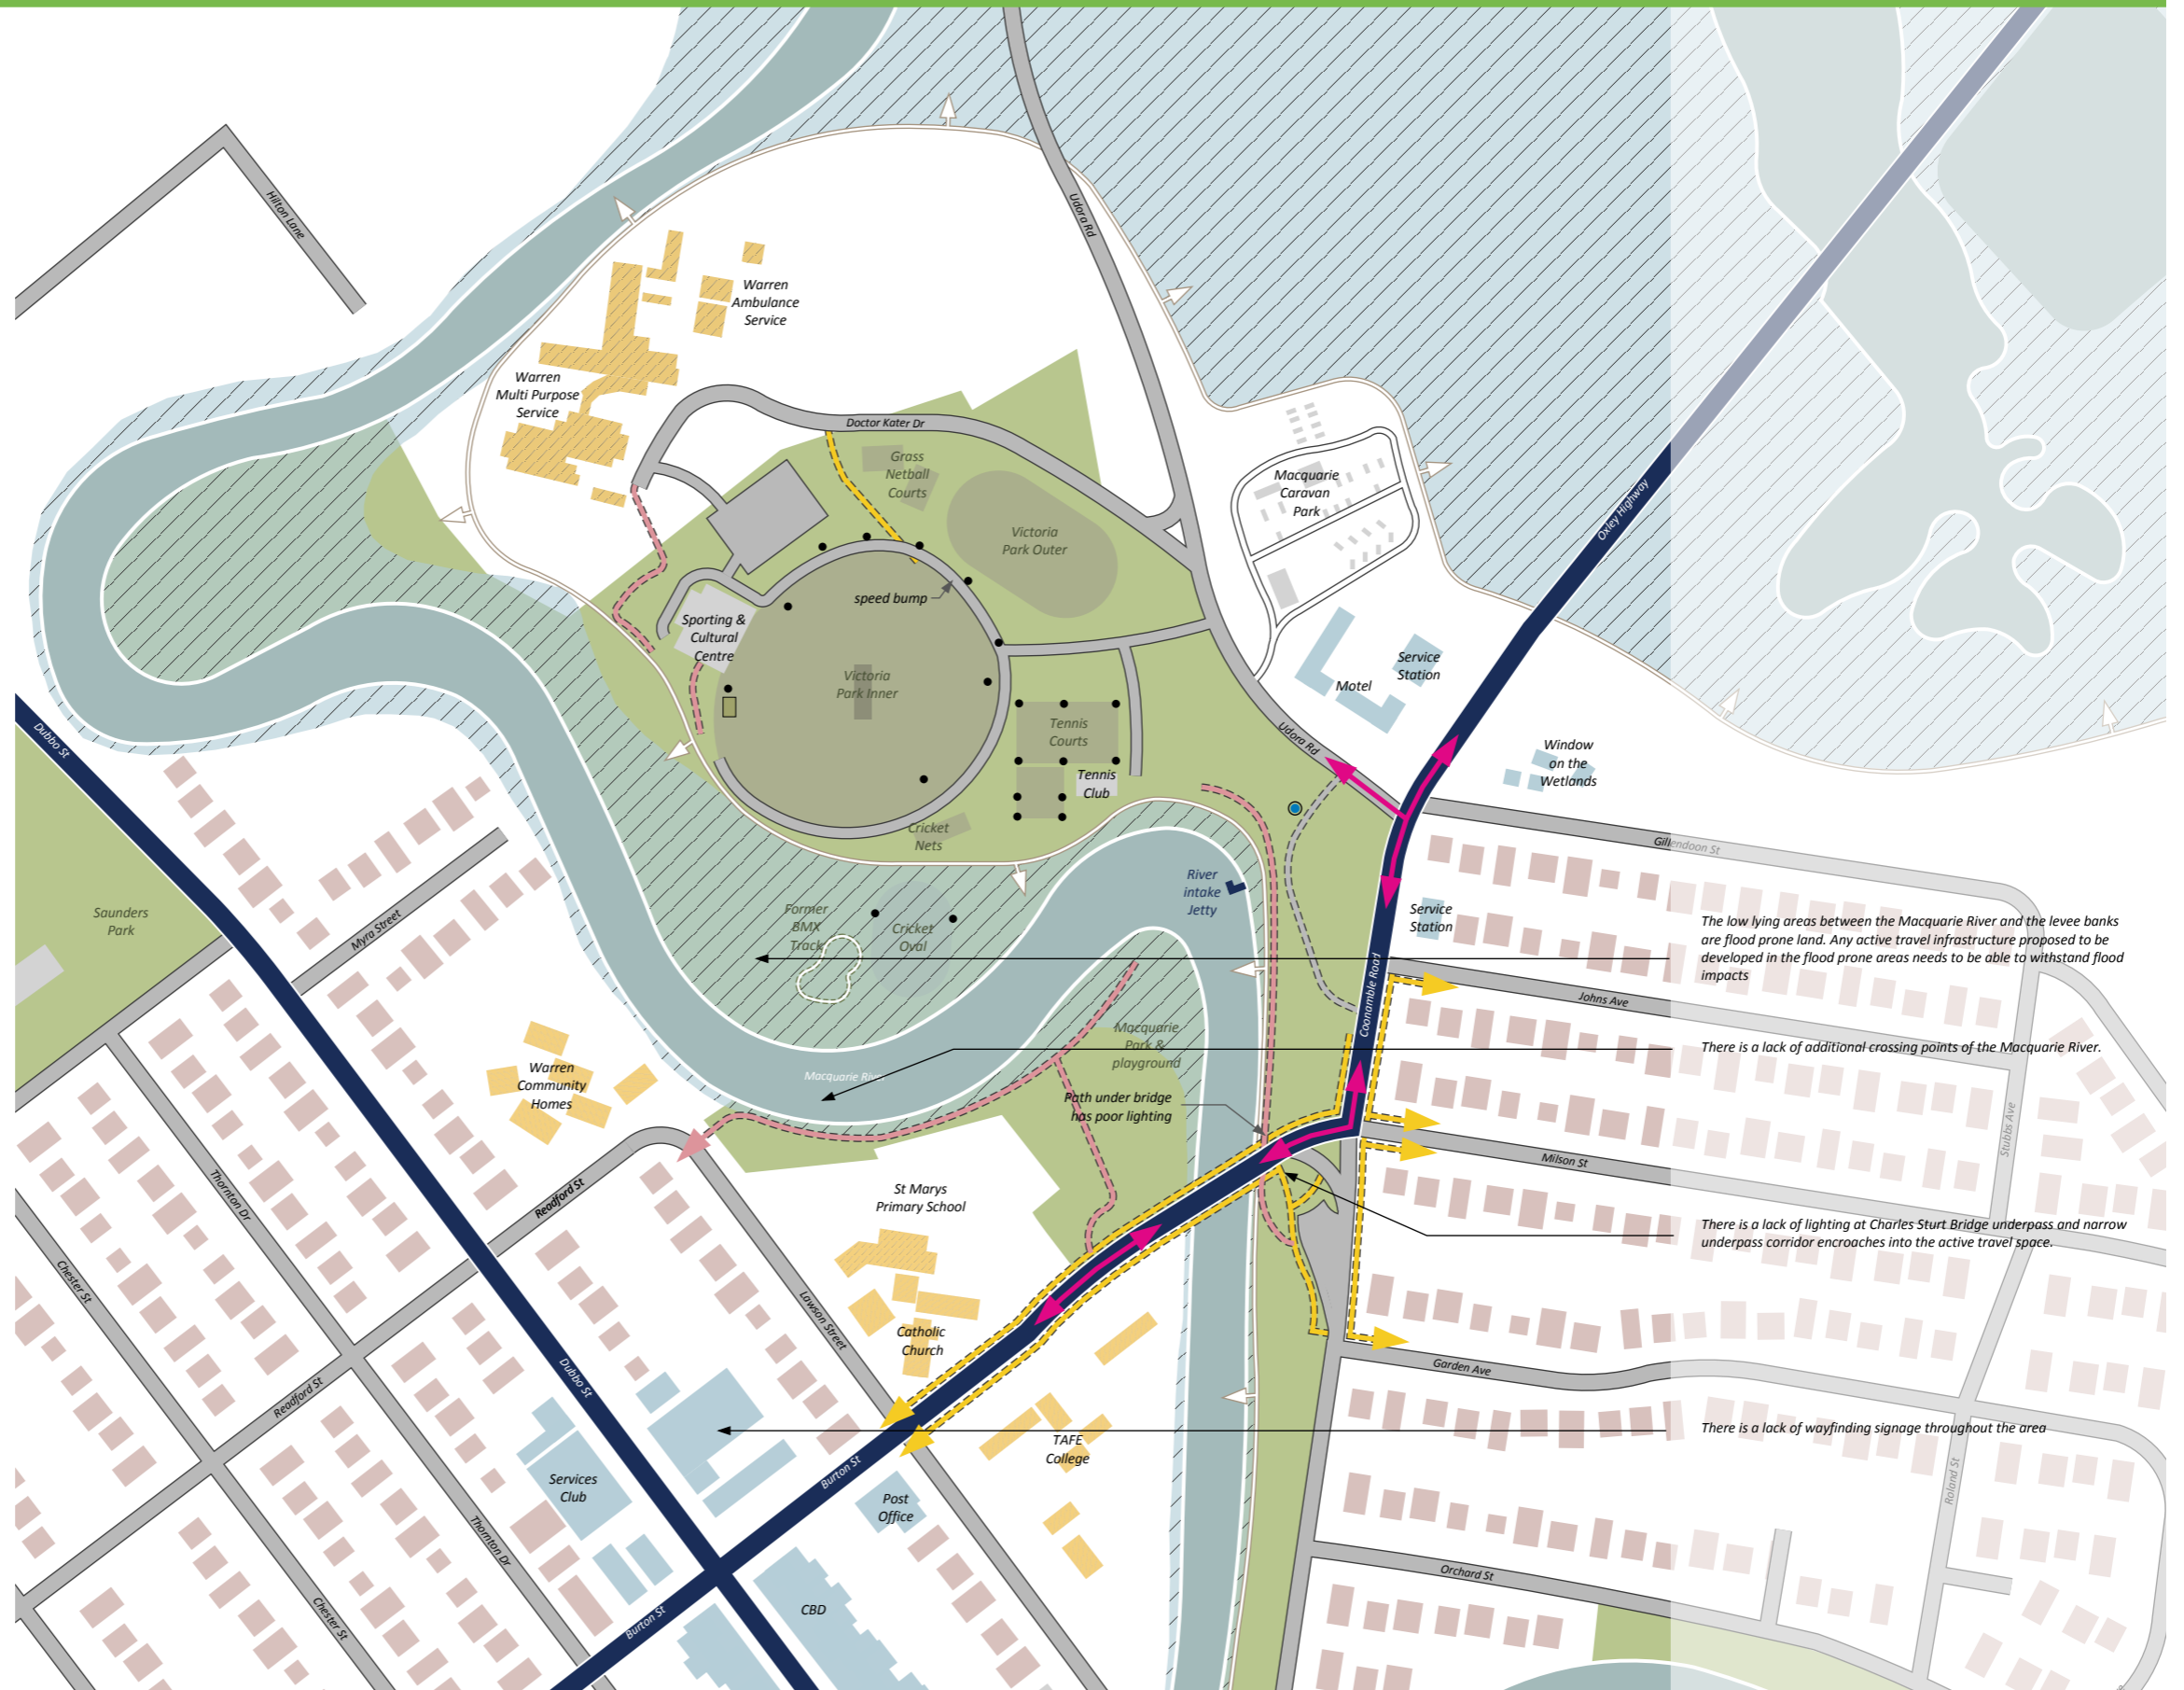 Hilton Lane
Udora Rd
Warren
Ambulance
Service
Warren
Multi Purpose
Service
Doctor Kater Dr
Grass
Netball
Courts
Victoria
Park Outer
Macquarie
Caravan
Park
Oxley Highway
speed bump
Sporting &
Cultural
Centre
Victoria
Park Inner
Service
Station
Motel
Dubbo St
Tennis
Courts
Udora Rd
Window
on the
Wetlands
Tennis
Club
Cricket
Nets
Gillendoon St
River
intake
Jetty
Saunders
Park
Myra Street
Former
BMX
Track
Cricket
Oval
Service
Station
The low lying areas between the Macquarie River and the levee banks
are flood prone land. Any active travel infrastructure proposed to be
developed in the flood prone areas needs to be able to withstand flood
impacts
Coonamble Road
Johns Ave
Macquarie
Park &
playground
There is a lack of additional crossing points of the Macquarie River.
Warren
Community
Homes
Macquarie River
Path under bridge
has poor lighting
Stubbs Ave
Milson St
Thornton Dr
Readford St
St Marys
Primary School
There is a lack of lighting at Charles Sturt Bridge underpass and narrow
underpass corridor encroaches into the active travel space.
Chester St
Lawson Street
Catholic
Church
Dubbo St
Garden Ave
Readford St
There is a lack of wayfinding signage throughout the area
TAFE
College
Services
Club
Burton St
Post
Office
Roland St
Thornton Dr
Orchard St
CBD
Chester St
Burton St